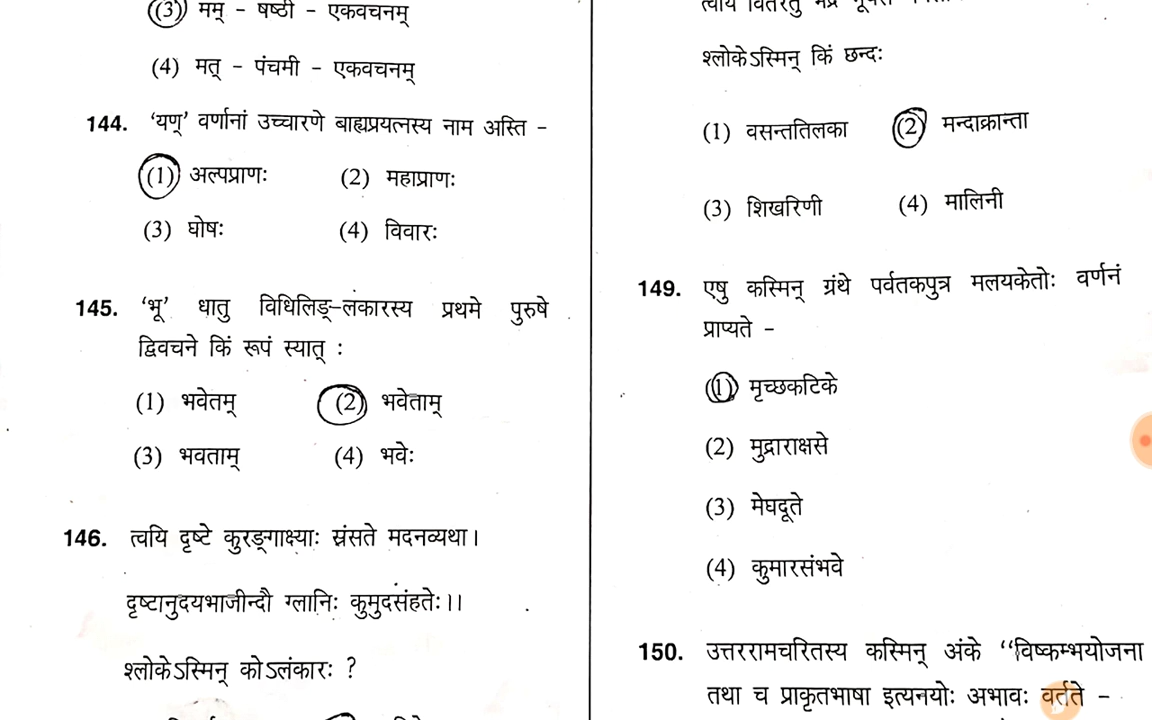 (3) मम् - षष्ठी - एकवचनम्
(4) मत् - पंचमी - एकवचनम्
144. 'यण्' वर्णानां उच्चारणे बाह्यप्रयत्नस्य नाम अस्ति -
(1) अल्पप्राणः (2) महाप्राणः
(3) घोषः (4) विवारः
145. 'भू' धातु विधिलिङ्-लंकारस्य प्रथमे पुरुषे
द्विवचने किं रूपं स्यात् :
(1) भवेतम् (2) भवेताम्
(3) भवताम् (4) भवेः
146. त्वयि दृष्टे कुरङ्गाक्ष्याः स्रंसते मदनव्यथा।
दृष्टानुदयभाजीन्दौ ग्लानिः कुमुदसंहतेः।।
श्लोकेऽस्मिन् कोऽलंकारः ?
श्लोकेऽस्मिन् किं छन्दः
(1) वसन्ततिलका (2) मन्दाक्रान्ता
(3) शिखरिणी (4) मालिनी
149. एषु कस्मिन् ग्रंथे पर्वतकपुत्र मलयकेतोः वर्णनं
प्राप्यते -
(1) मृच्छकटिके
(2) मुद्राराक्षसे
(3) मेघदूते
(4) कुमारसंभवे
150. उत्तररामचरितस्य कस्मिन् अंके ''विष्कम्भयोजना
तथा च प्राकृतभाषा इत्यनयोः अभावः वर्तते -